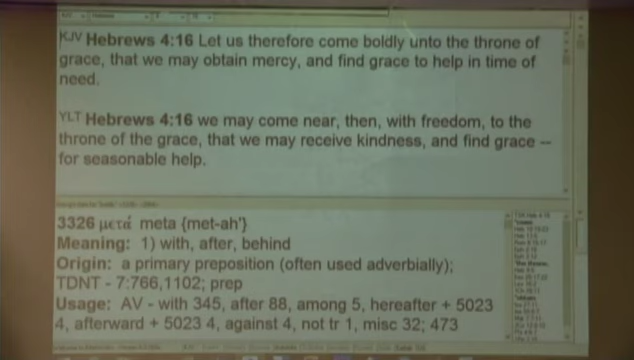 KJV Hebrews 4:16 Let us therefore come boldly unto the throne of
grace, that we may obtain mercy, and find grace to help in time of
need.
YLT Hebrews 4:16 we may come near, then, with freedom, to the
throne of the grace, that we may receive kindness, and find grace --
for seasonable help.
3326 μετά meta {met-ah'}
Meaning: 1) with, after, behind
Origin: a primary preposition (often used adverbially);
TDNT - 7:766,1102; prep
Usage: AV - with 345, after 88, among 5, hereafter + 5023
4, afterward + 5023 4, against 4, not tr 1, misc 32; 473